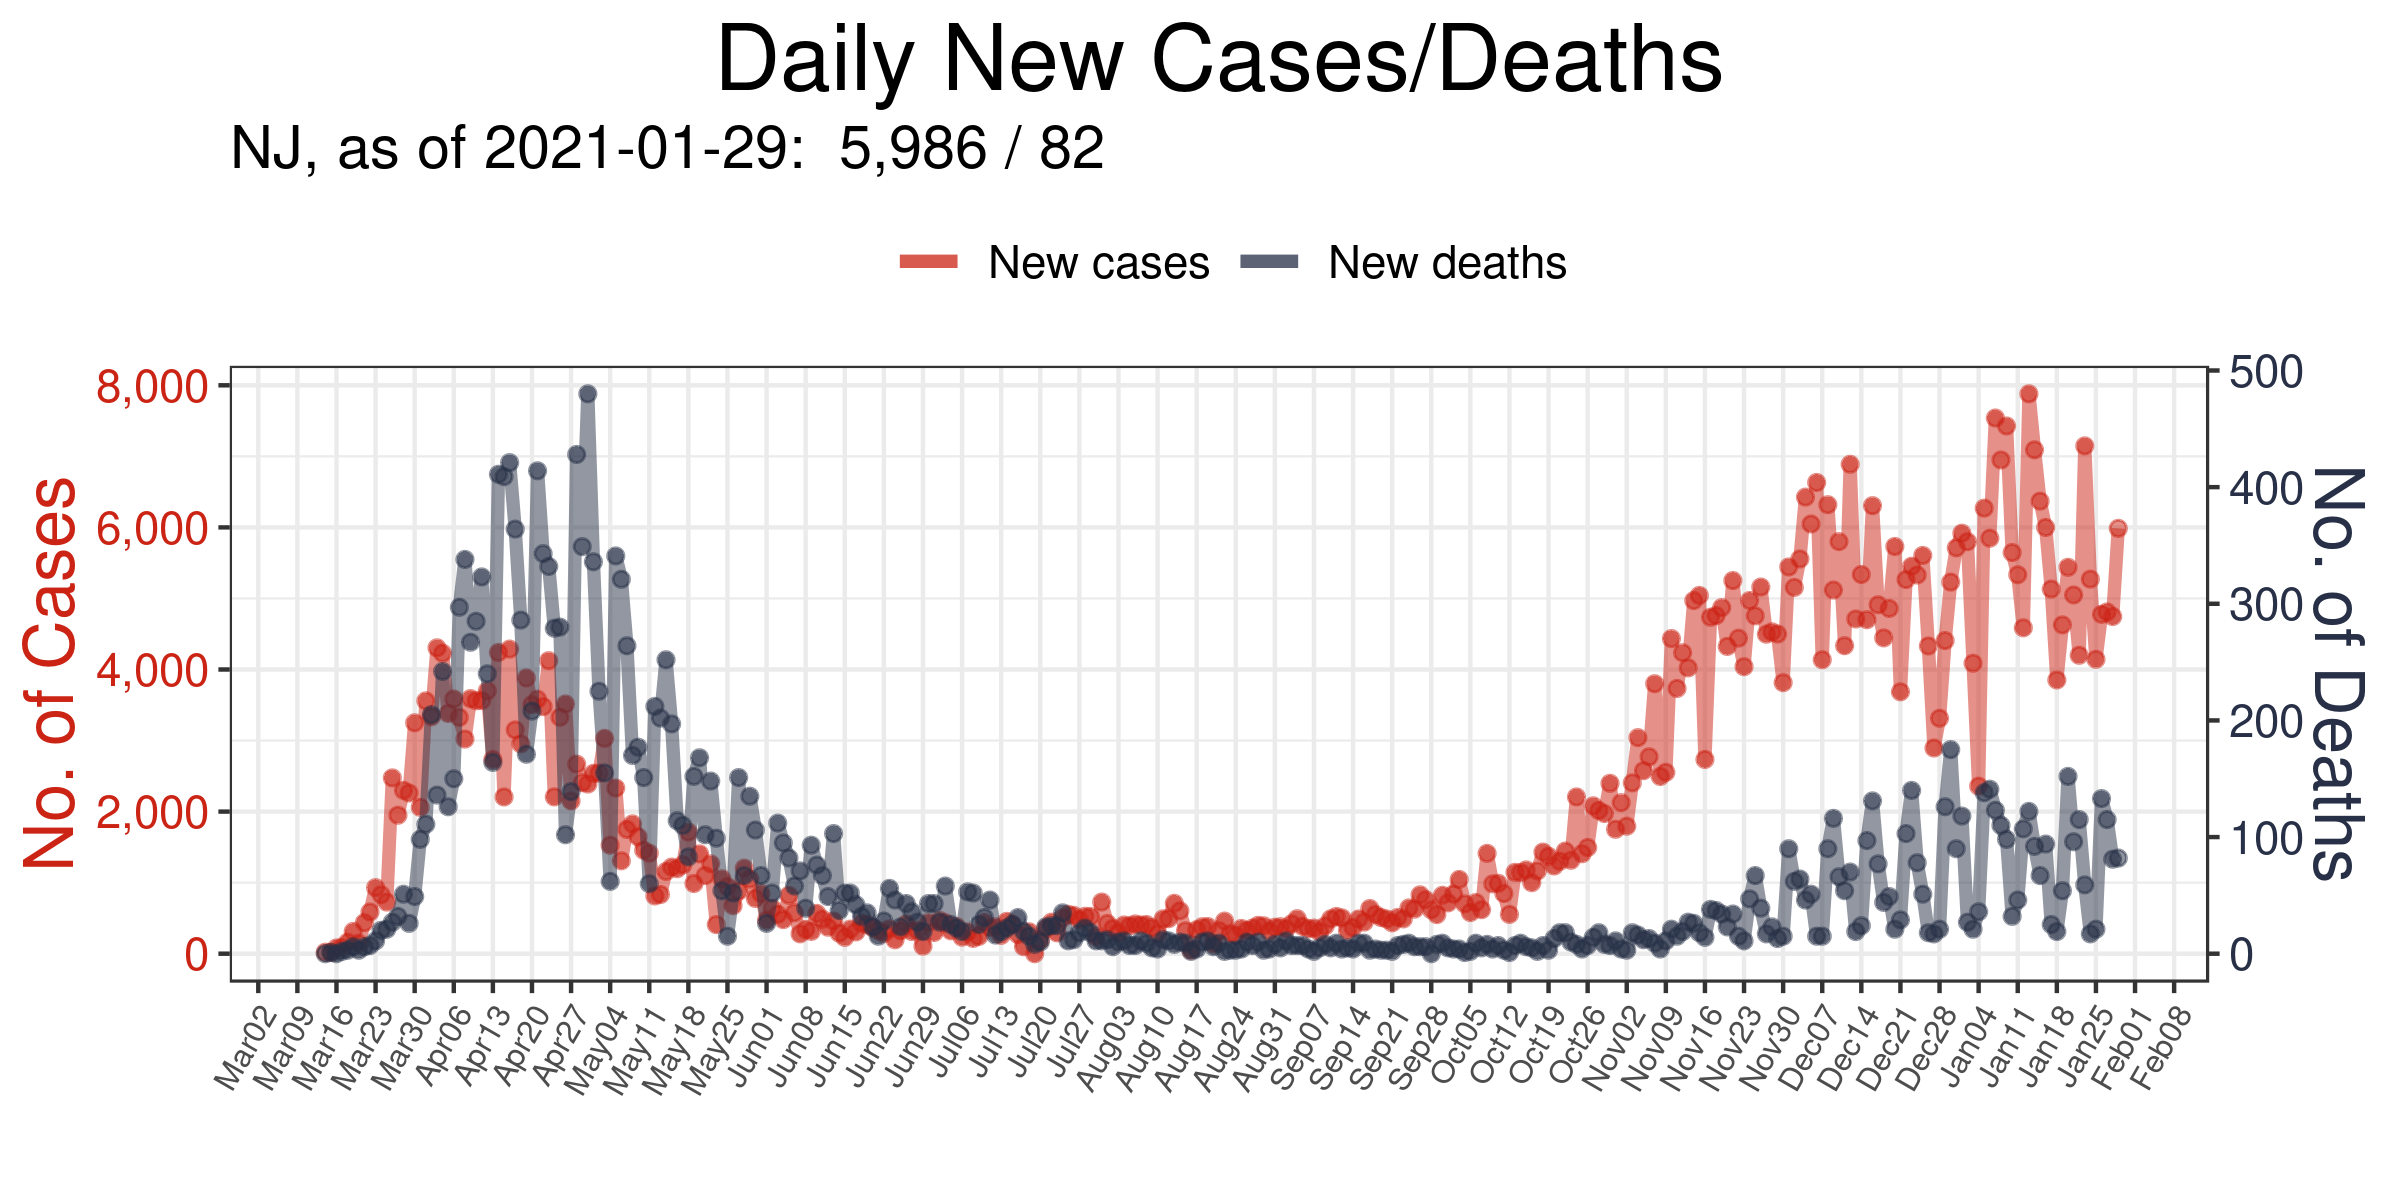 Daily New Cases/Deaths
NJ, as of 2021-01-29:  5,986 / 82
New cases New deaths
No. of Cases
8,000
6,000
4,000
2,000
0
500
400
300
200
100
0
No. of Deaths
Mar02 Mar09 Mar16 Mar23 Mar30 Apr06 Apr13 Apr20 Apr27 May04 May11 May18 May25 Jun01 Jun08 Jun15 Jun22 Jun29 Jul06 Jul13 Jul20 Jul27 Aug03 Aug10 Aug17 Aug24 Aug31 Sep07 Sep14 Sep21 Sep28 Oct05 Oct12 Oct19 Oct26 Nov02 Nov09 Nov16 Nov23 Nov30 Dec07 Dec14 Dec21 Dec28 Jan04 Jan11 Jan18 Jan25 Feb01 Feb08